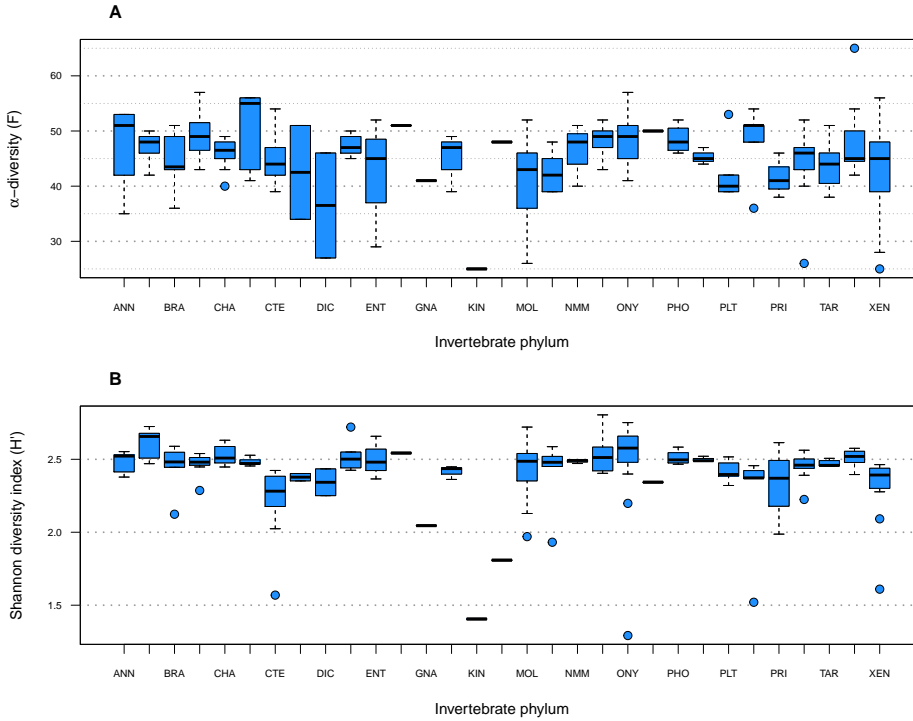 A
α−diversity (F)
60
50
40
30
ANN BRA CHA CTE DIC ENT GNA KIN MOL NMM ONY PHO PLT PRI TAR XEN
Invertebrate phylum
B
Shannon diversity index (H')
2.5
2.0
1.5
ANN BRA CHA CTE DIC ENT GNA KIN MOL NMM ONY PHO PLT PRI TAR XEN
Invertebrate phylum